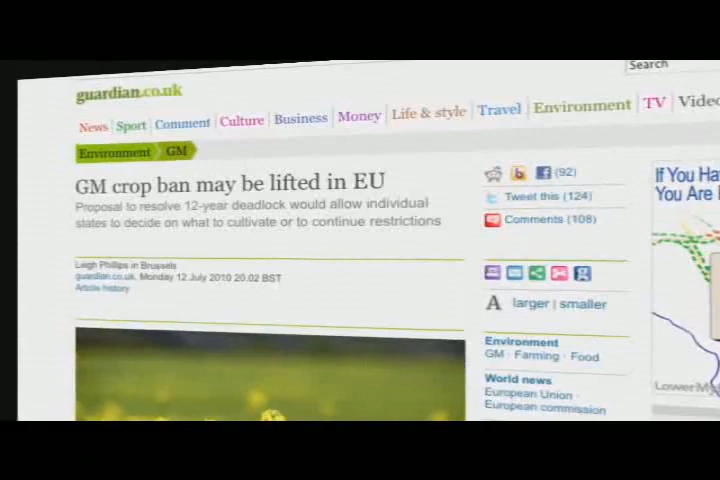 Search
guardian.co.uk
News Sport Comment Culture Business Money Life & style Travel Environment TV Video
Environment GM
GM crop ban may be lifted in EU
Proposal to resolve 12-year deadlock would allow individual
states to decide on what to cultivate or to continue restrictions
Leigh Phillips in Brussels
guardian.co.uk, Monday 12 July 2010 20.02 BST
Article history
(92)
Tweet this (124)
Comments (108)
A larger | smaller
Environment
GM · Farming · Food
World news
European Union ·
European commission
If You Ha
You Are
Lower M